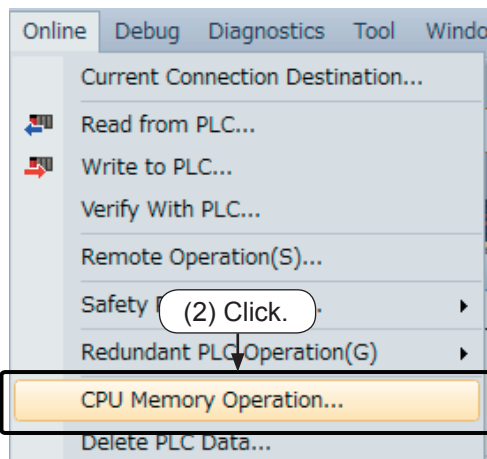 Online Debug Diagnostics Tool Windo
Current Connection Destination...
Read from PLC...
Write to PLC...
Verify With PLC...
Remote Operation(S)...
Safety
(2) Click.
Redundant PLC Operation(G)
CPU Memory Operation...
Delete PLC Data...